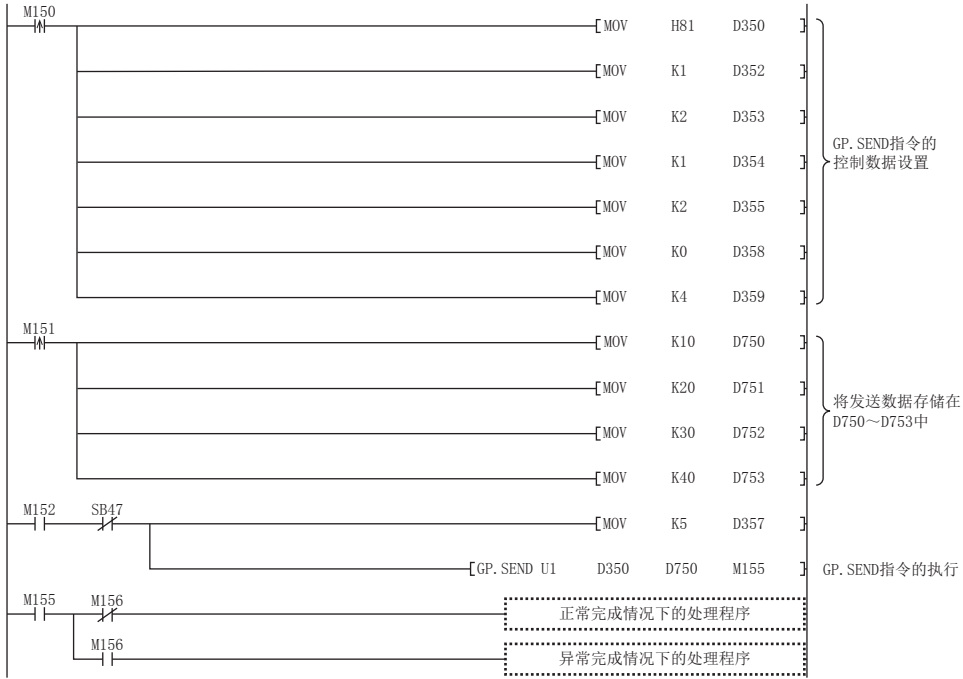 M150
MOV H81 D350
MOV K1 D352
MOV K2 D353
MOV K1 D354
MOV K2 D355
MOV K0 D358
MOV K4 D359
GP.SEND指令的
控制数据设置
M151
MOV K10 D750
MOV K20 D751
MOV K30 D752
MOV K40 D753
将发送数据存储在
D750~D753中
M152 SB47
MOV K5 D357
GP.SEND U1 D350 D750 M155
GP.SEND指令的执行
M155 M156
正常完成情况下的处理程序
M156
异常完成情况下的处理程序